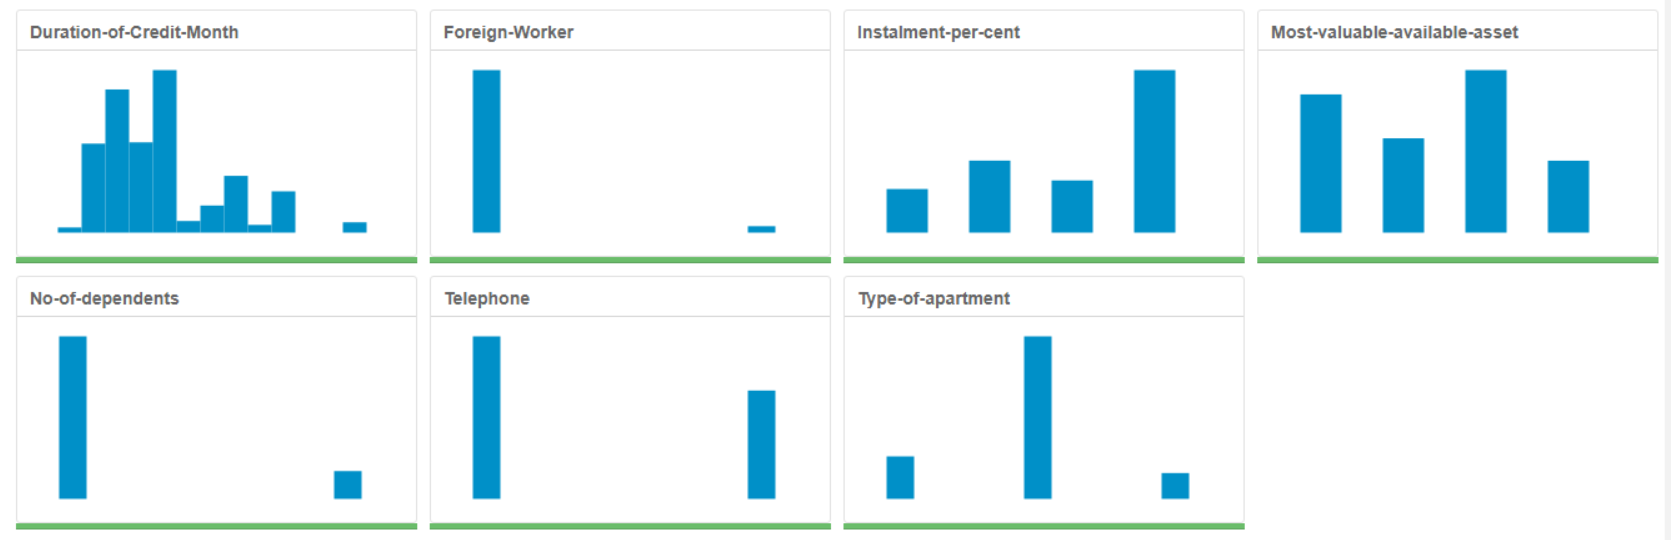 Duration-of-Credit-Month
Foreign-Worker
Instalment-per-cent
Most-valuable-available-asset
No-of-dependents
Telephone
Type-of-apartment